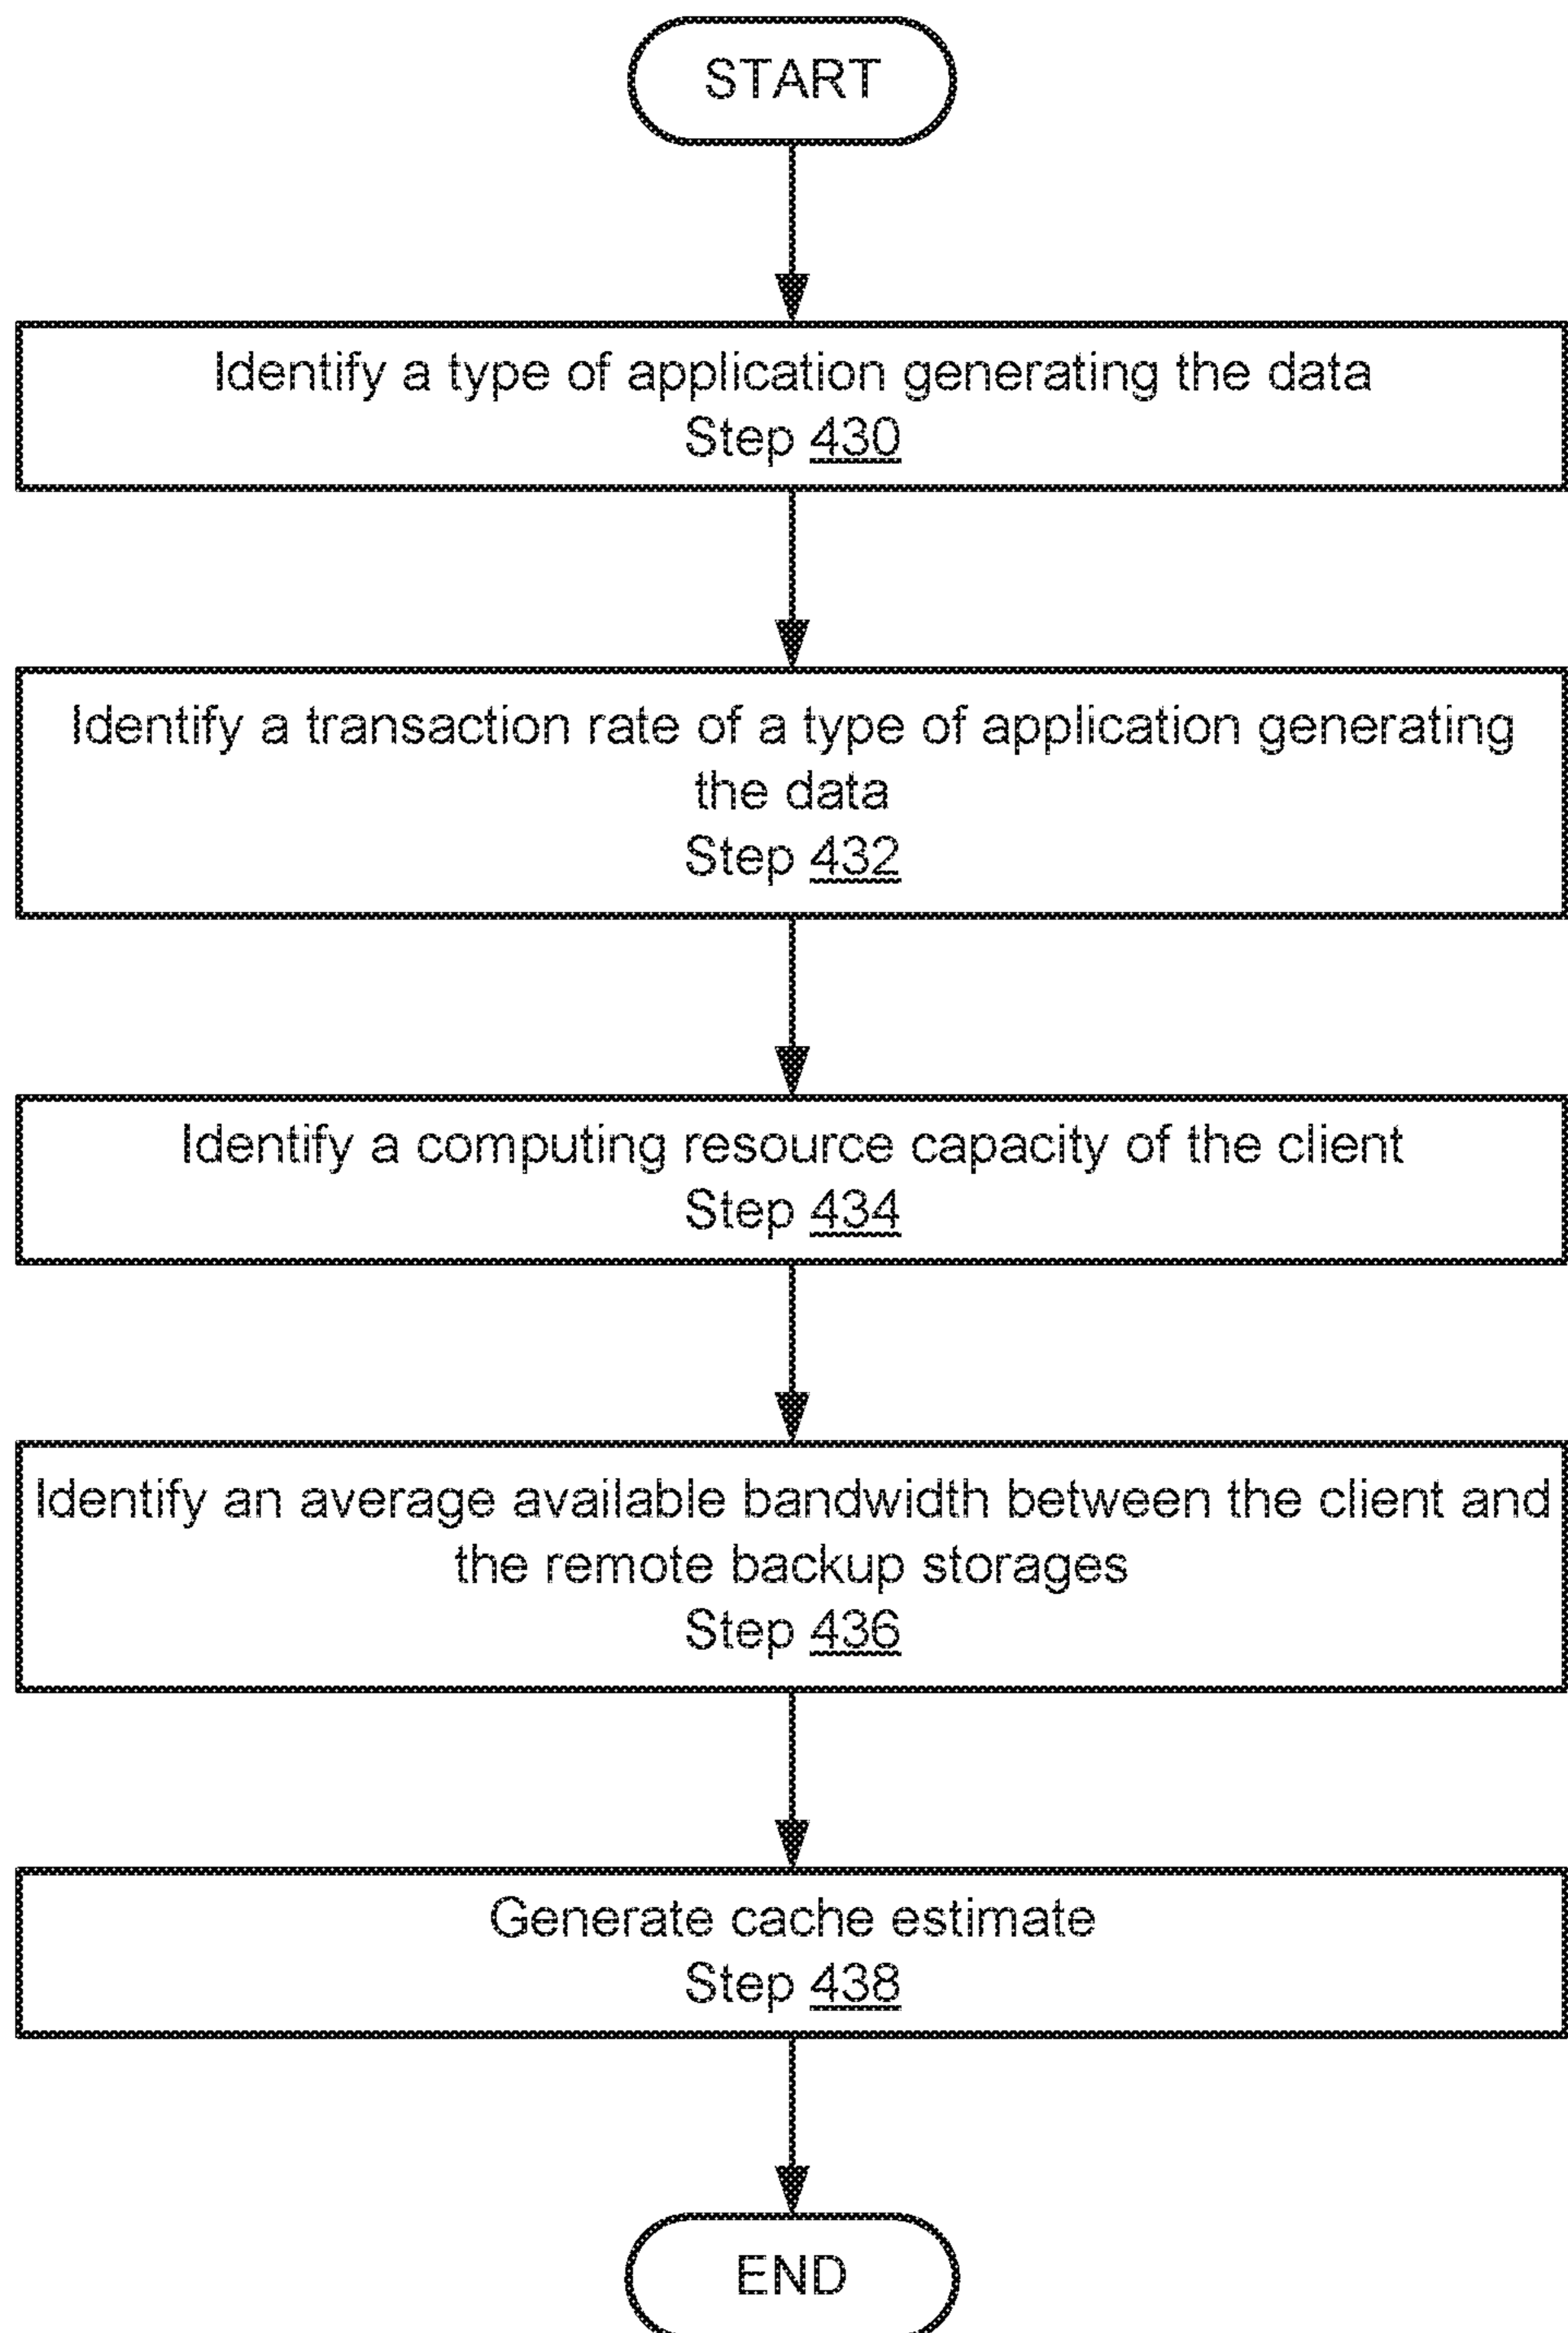 START
Identify a type of application generating the data
Step 430
Identify a transaction rate of a type of application generating
the data
Step 432
Identify a computing resource capacity of the client
Step 434
Identify an average available bandwidth between the client and
the remote backup storages
Step 436
Generate cache estimate
Step 438
END